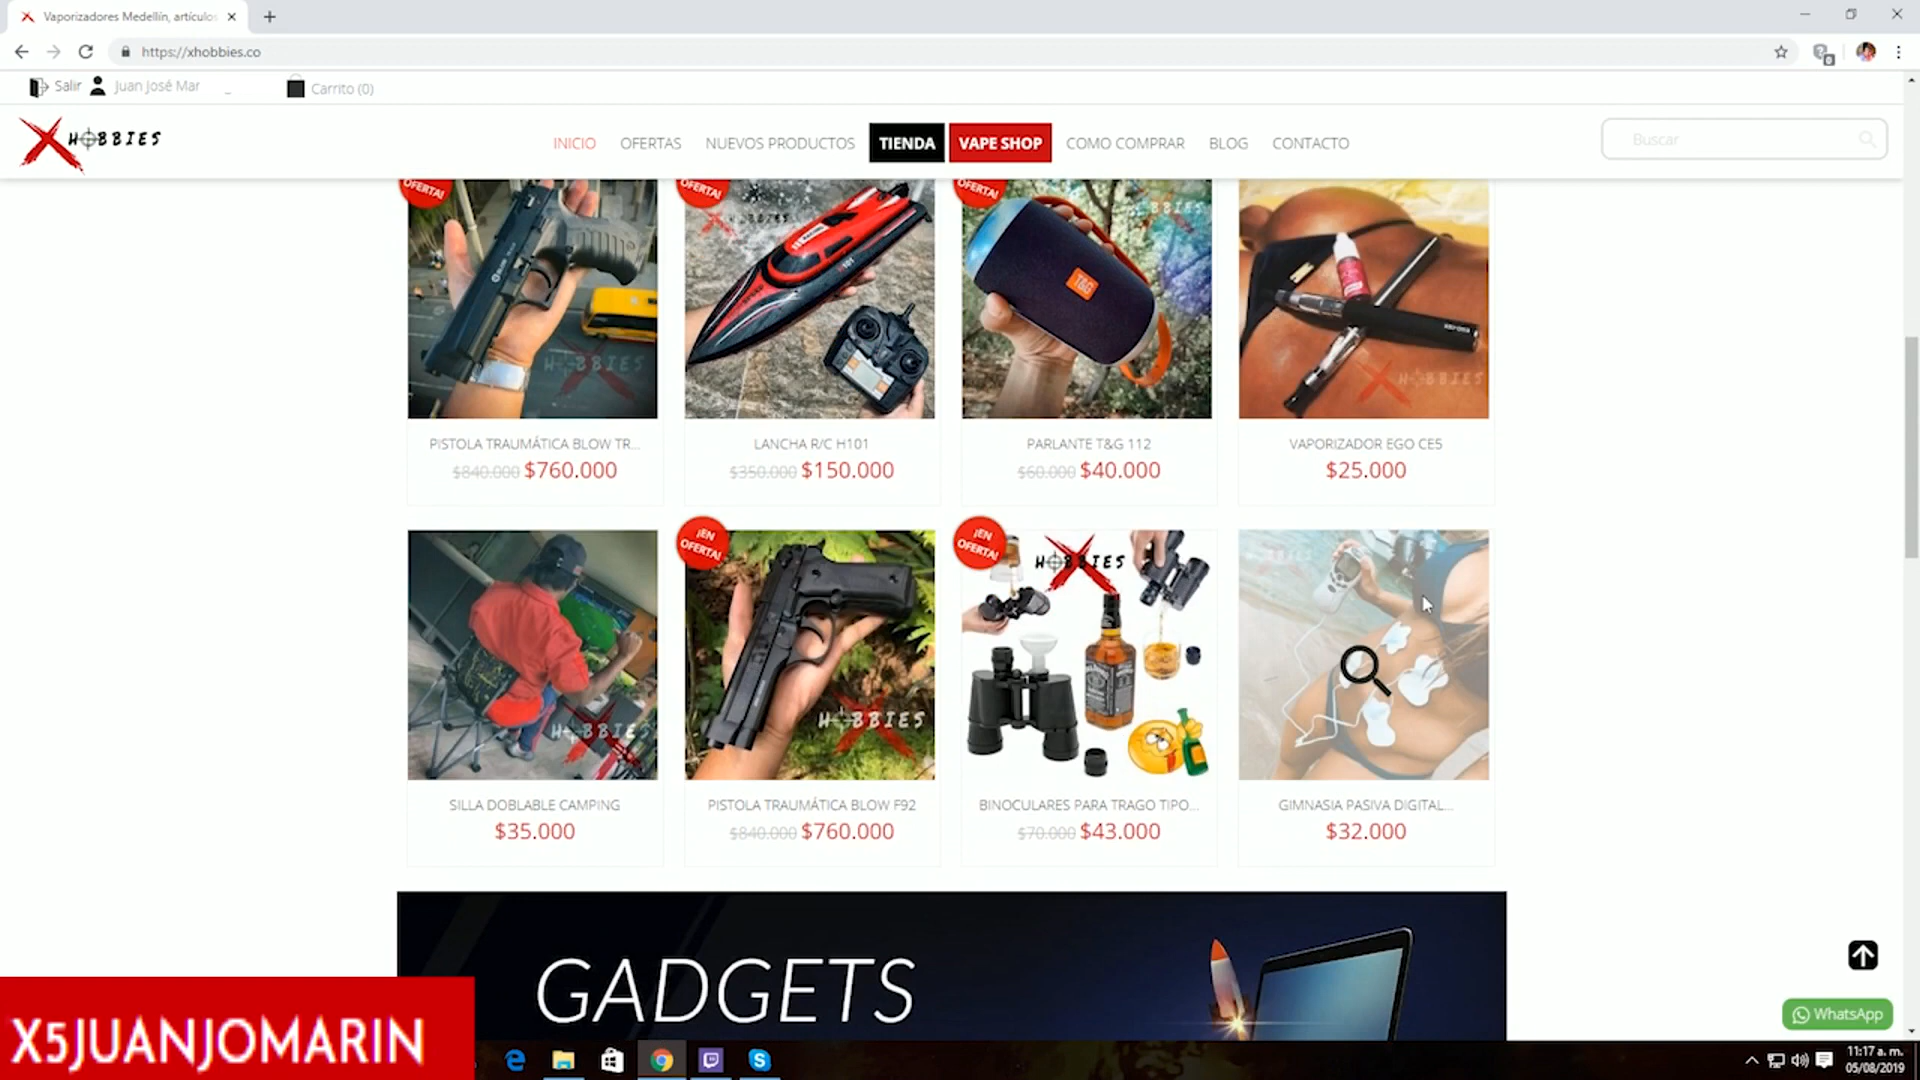 Vaporizadores Medellín, artículos
https://xhobbies.co
Salir Juan José Mar
Carrito (0)
X HOBBIES
INICIO OFERTAS NUEVOS PRODUCTOS TIENDA VAPE SHOP COMO COMPRAR BLOG CONTACTO
Buscar
OFERTA! OFERTA! OFERTA!
T&G
PISTOLA TRAUMÁTICA BLOW TR... LANCHA R/C H101 PARLANTE T&G 112 VAPORIZADOR EGO CE5
$840.000 $760.000 $350.000 $150.000 $60.000 $40.000 $25.000
¡EN OFERTA! ¡EN OFERTA!
X HOBBIES
SILLA DOBLABLE CAMPING PISTOLA TRAUMÁTICA BLOW F92 BINOCULARES PARA TRAGO TIPO... GIMNASIA PASIVA DIGITAL...
$35.000 $840.000 $760.000 $70.000 $43.000 $32.000
GADGETS
WhatsApp
X5JUANJOMARIN
11:17 a. m.
05/08/2019